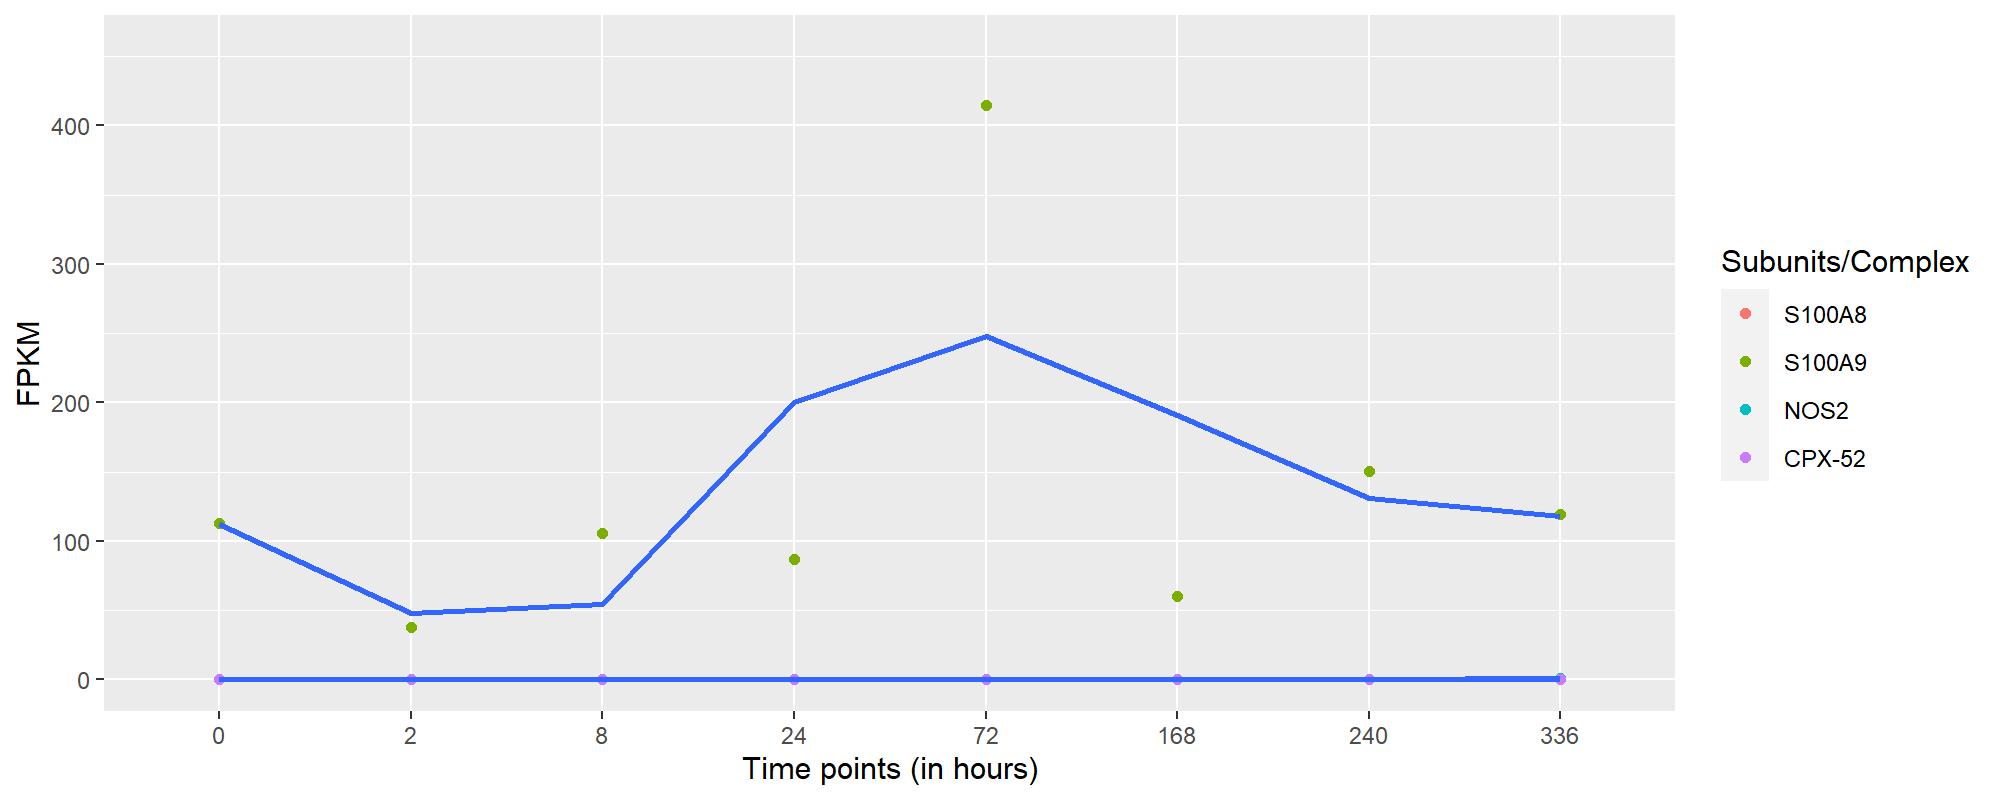 FPKM
400
300
200
100
0
0 2 8 24 72 168 240 336
Time points (in hours)
Subunits/Complex
S100A8
S100A9
NOS2
CPX-52